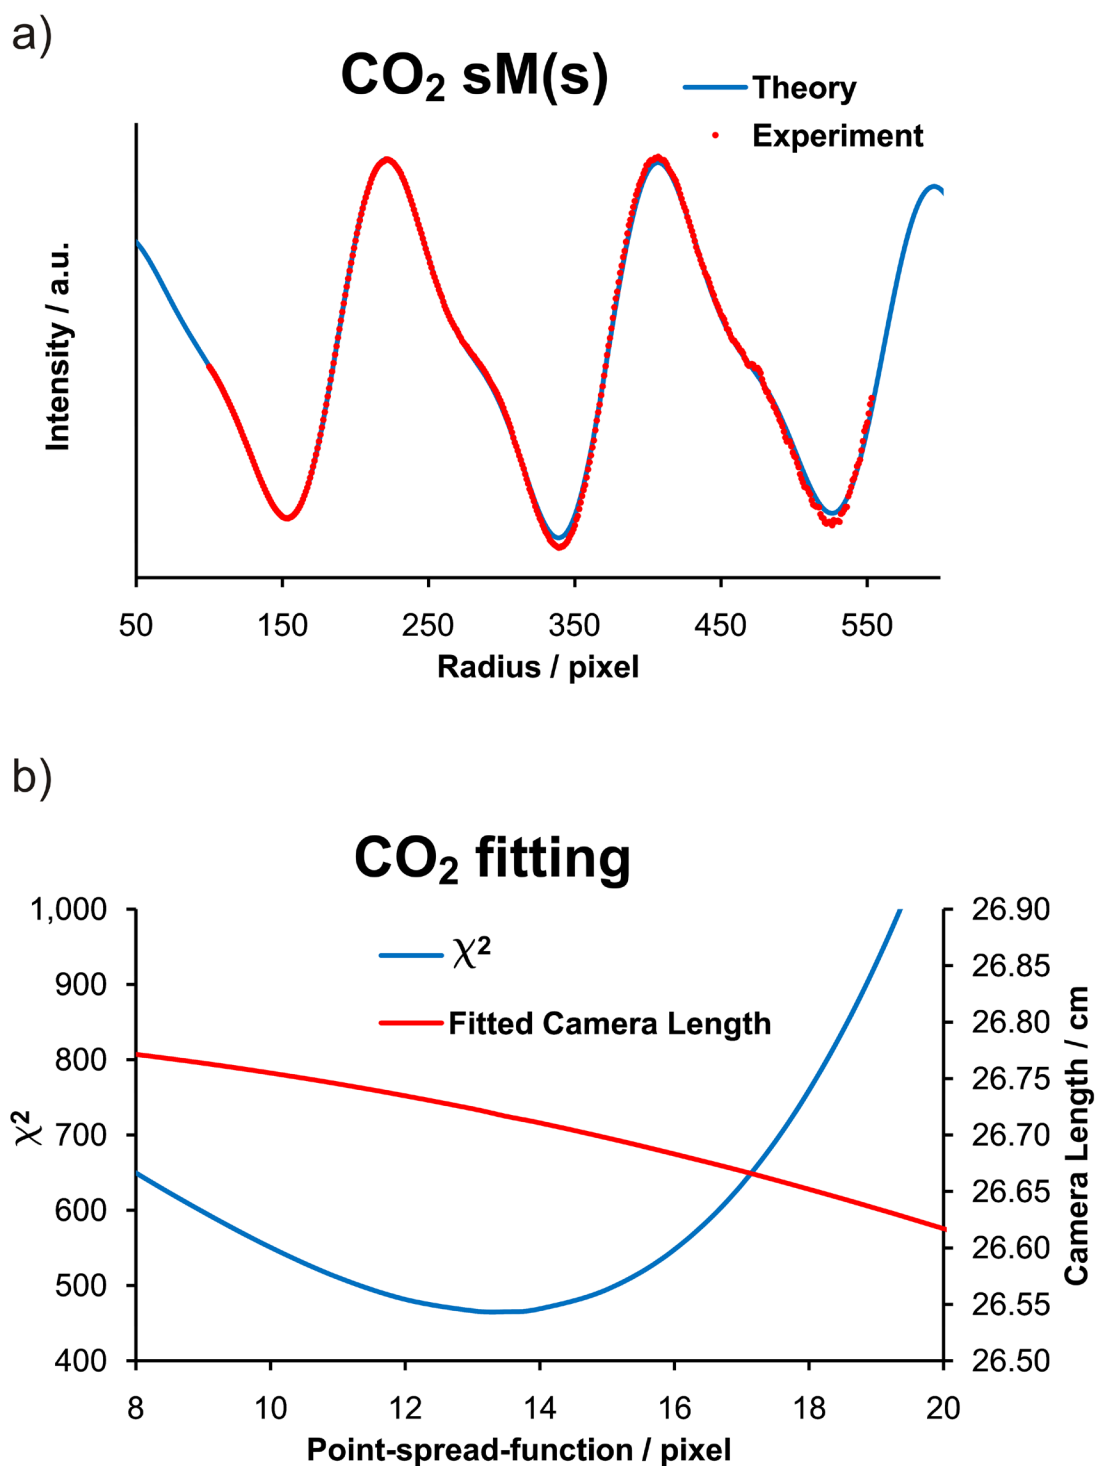 a)
CO₂ sM(s)
Theory
Experiment
Intensity / a.u.
50 150 250 350 450 550
Radius / pixel
b)
CO₂ fitting
1,000
900
800
700
600
500
400
χ²
χ²
Fitted Camera Length
26.90
26.85
26.80
26.75
26.70
26.65
26.60
26.55
26.50
Camera Length / cm
8 10 12 14 16 18 20
Point-spread-function / pixel